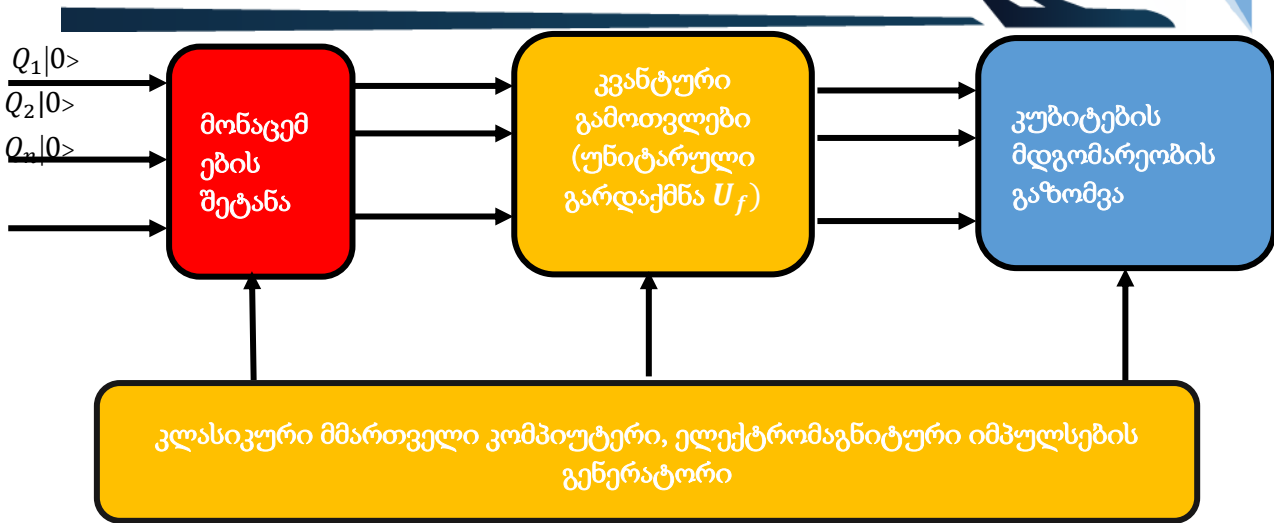 Q₁|0>
Q₂|0>
Qₙ|0>
მონაცემ
ების
შეტანა
კვანტური
გამოთვლები
(უნიტარული
გარდაქმნა U_f)
კუბიტების
მდგომარეობის
გაზომვა
კლასიკური მმართველი კომპიუტერი, ელექტრომაგნიტური იმპულსების
გენერატორი